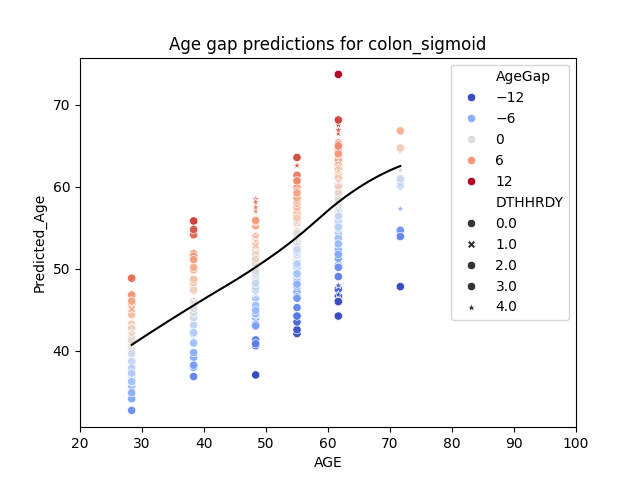 Age gap predictions for colon_sigmoid
Predicted_Age
70
60
50
40
20 30 40 50 60 70 80 90 100
AGE
AgeGap
−12
−6
0
6
12
DTHHRDY
0.0
1.0
2.0
3.0
4.0